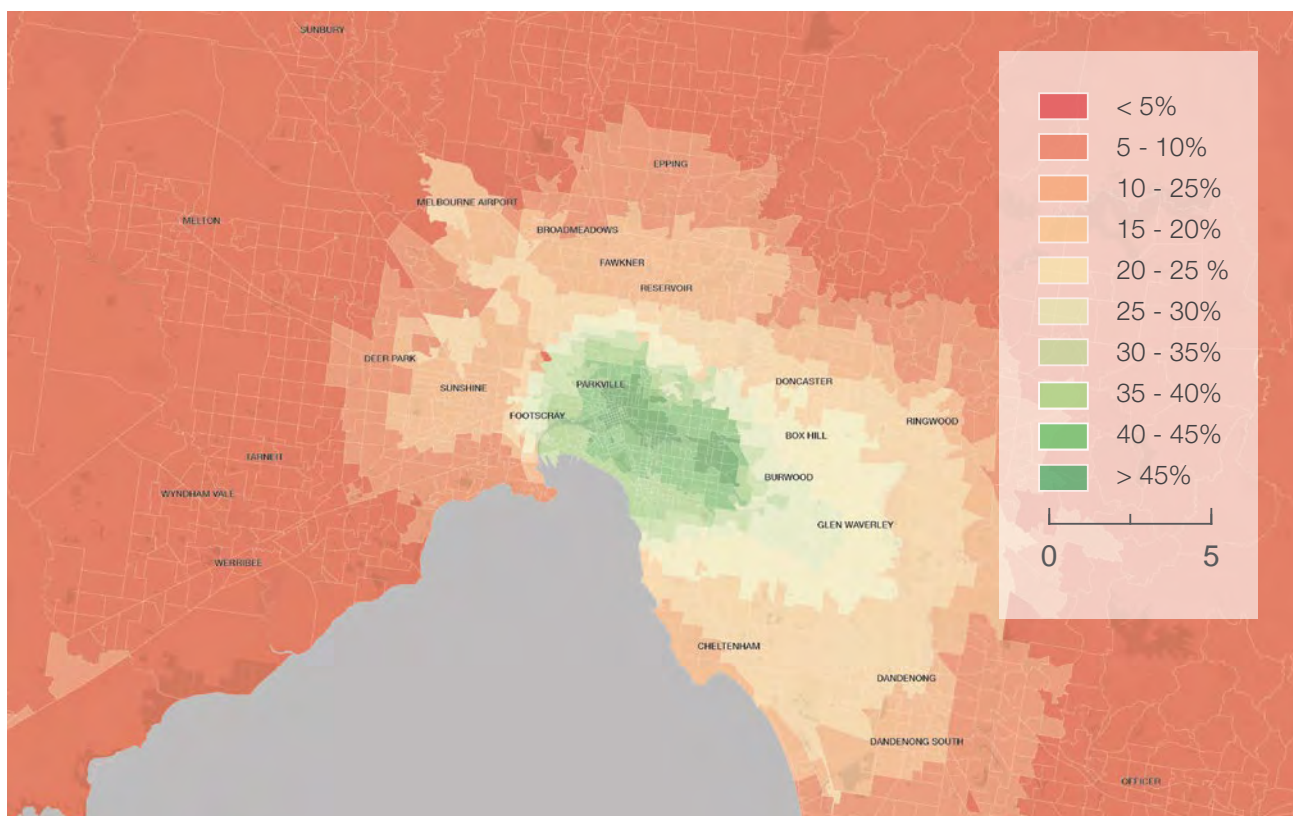 SUNBURY
EPPING
MELBOURNE AIRPORT
MELTON
BROADMEADOWS
FAWKNER
RESERVOIR
DEER PARK
SUNSHINE
PARKVILLE
DONCASTER
FOOTSCRAY
RINGWOOD
BOX HILL
TARNEIT
BURWOOD
WYNDHAM VALE
GLEN WAVERLEY
WERRIBEE
CHELTENHAM
DANDENONG
DANDENONG SOUTH
OFFICER
< 5%
5 - 10%
10 - 25%
15 - 20%
20 - 25 %
25 - 30%
30 - 35%
35 - 40%
40 - 45%
> 45%
0 5